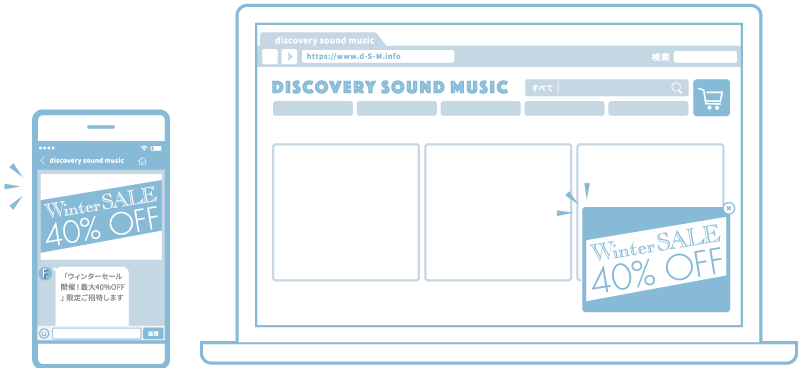 discovery sound music
Winter SALE
40% OFF
F
「ウィンターセール
開催！最大40%OFF
」限定ご招待します
送信
discovery sound music
https://www.d-S-M.info
検索
DISCOVERY SOUND MUSIC
すべて
Winter SALE
40% OFF